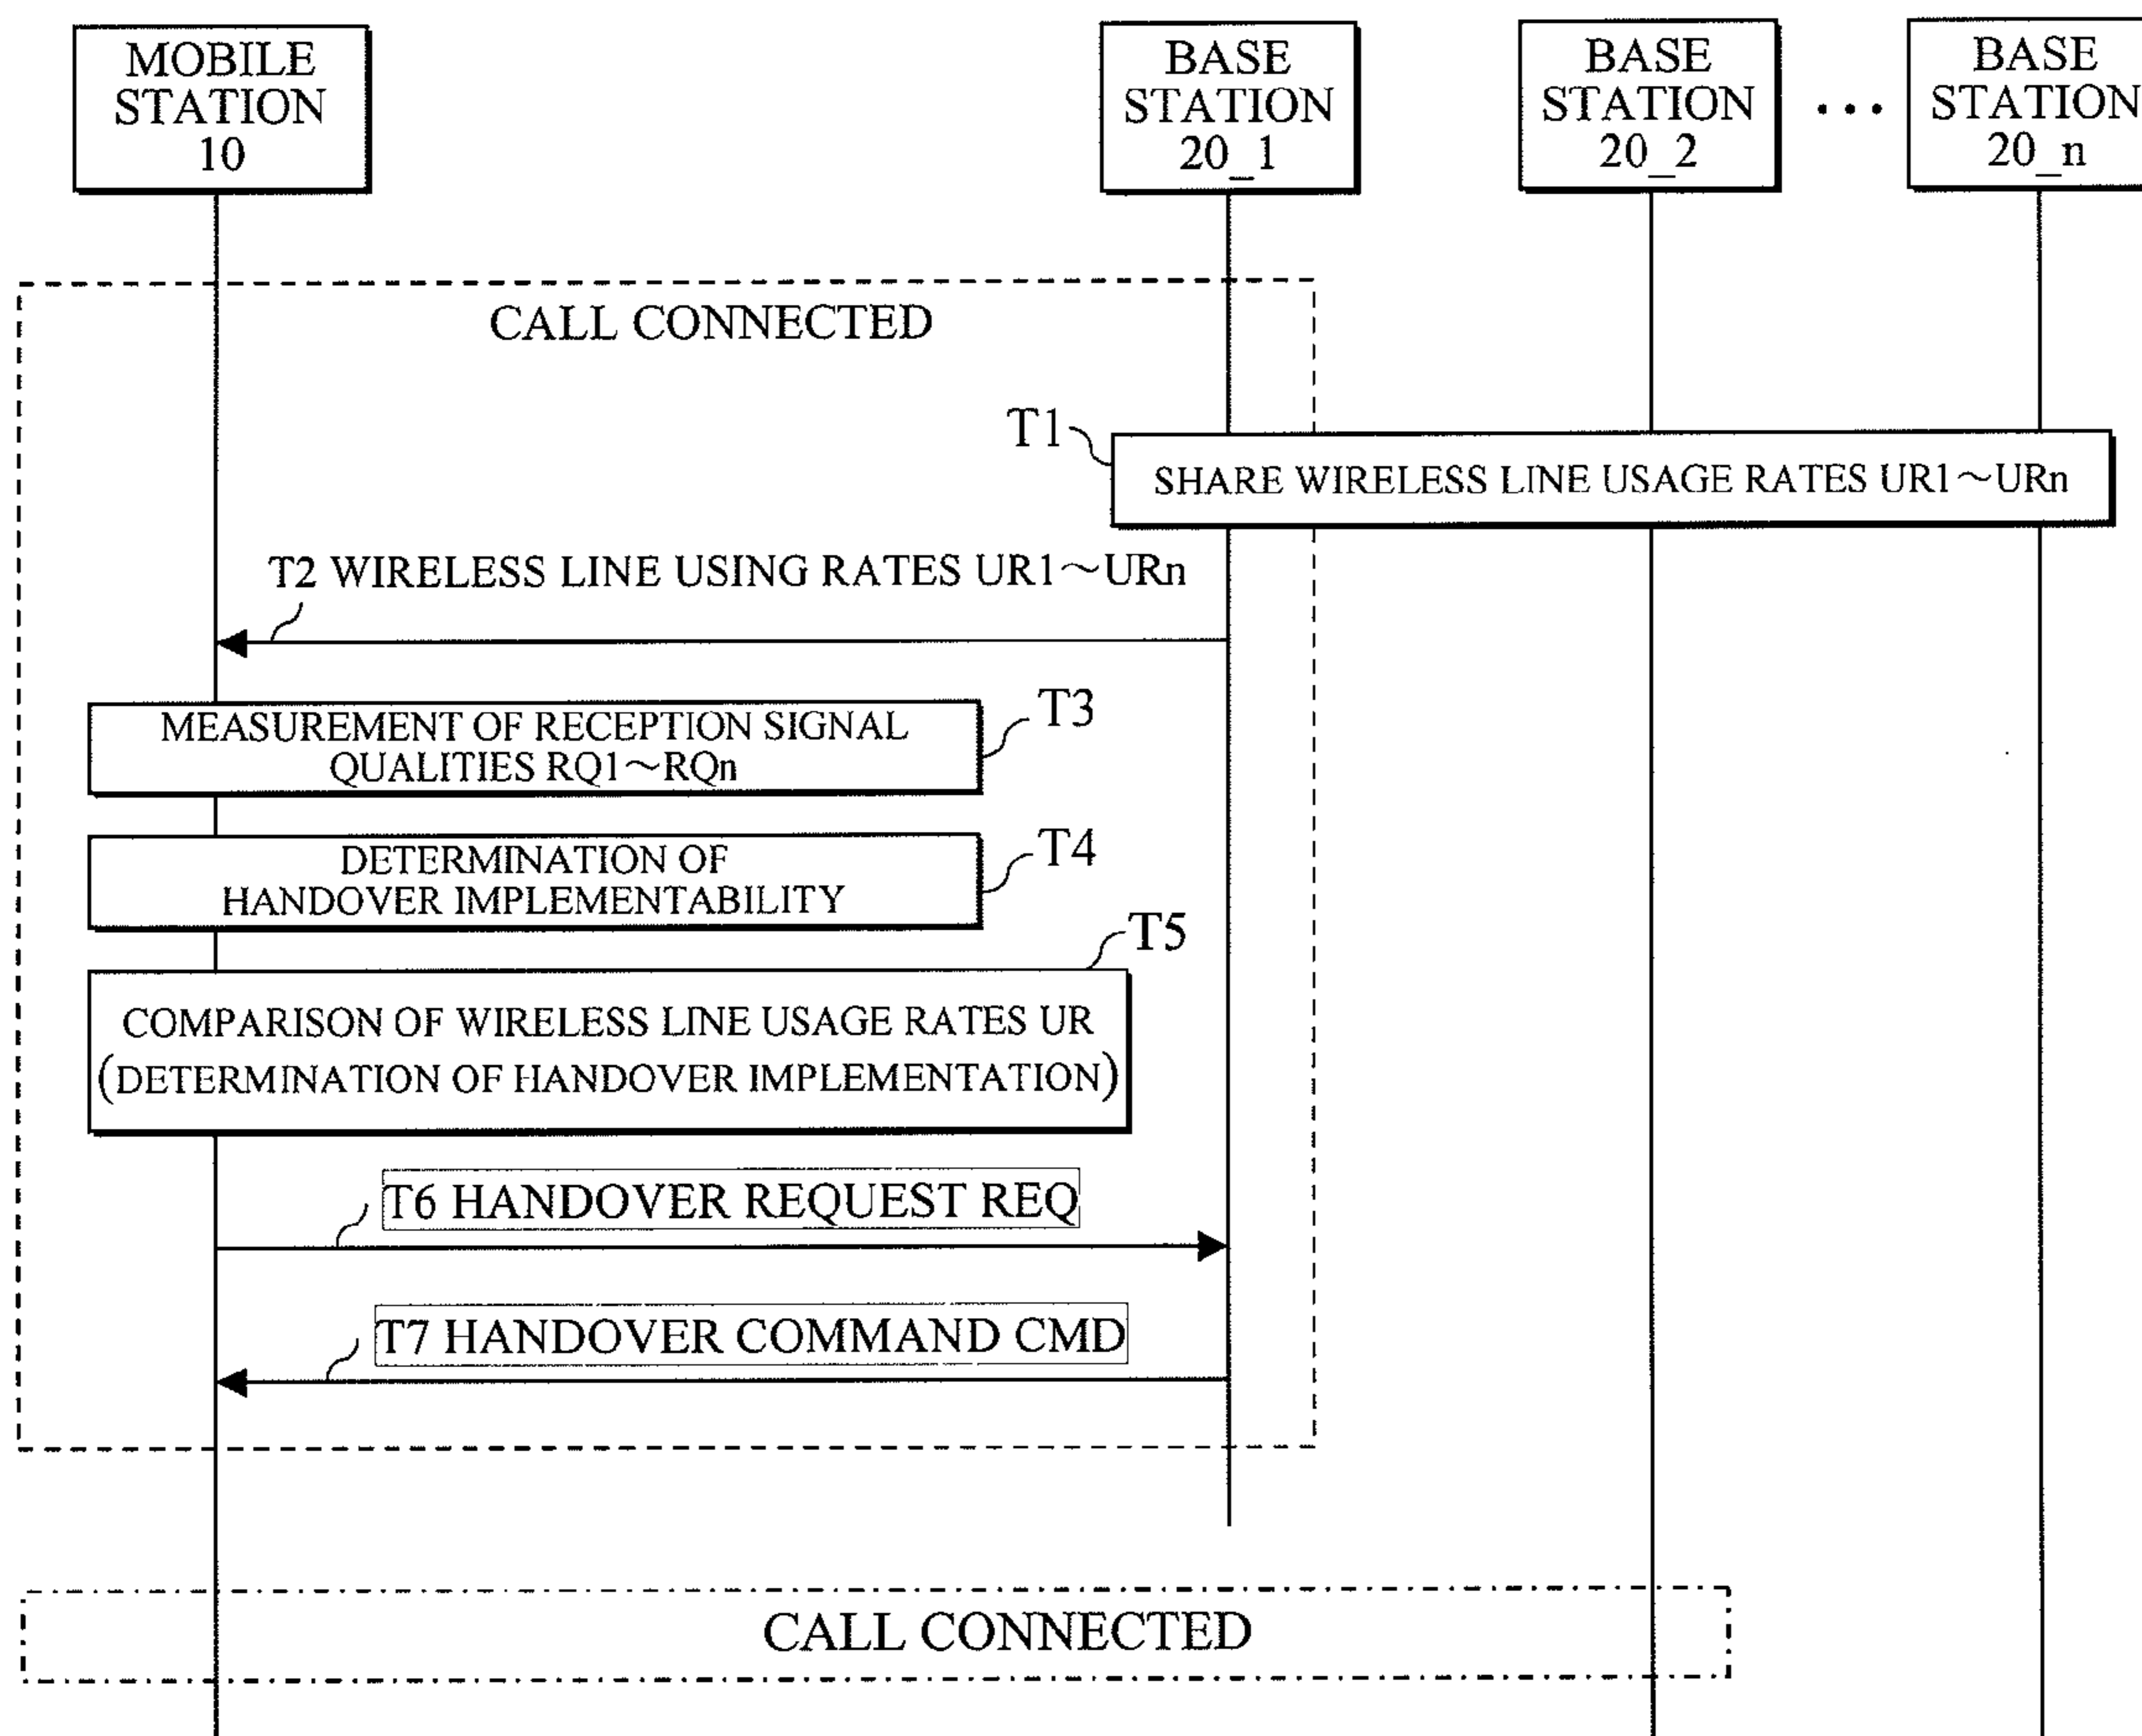 MOBILE
STATION
10
BASE
STATION
20_1
BASE
STATION
20_2
...
BASE
STATION
20_n
CALL CONNECTED
T1
SHARE WIRELESS LINE USAGE RATES UR1～URn
T2 WIRELESS LINE USING RATES UR1～URn
MEASUREMENT OF RECEPTION SIGNAL
QUALITIES RQ1～RQn
T3
DETERMINATION OF
HANDOVER IMPLEMENTABILITY
T4
T5
COMPARISON OF WIRELESS LINE USAGE RATES UR
(DETERMINATION OF HANDOVER IMPLEMENTATION)
T6 HANDOVER REQUEST REQ
T7 HANDOVER COMMAND CMD
CALL CONNECTED